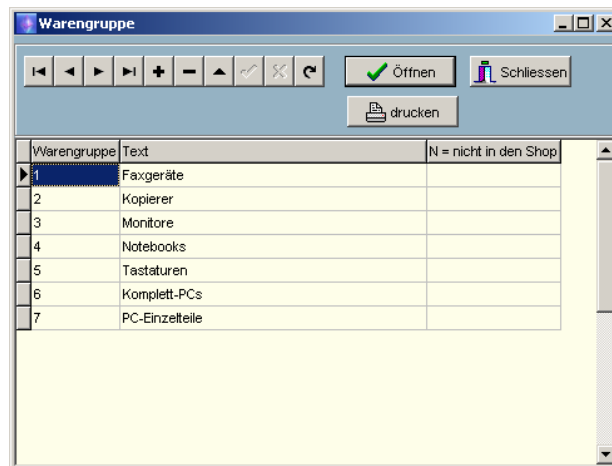 Warengruppe
Öffnen
Schliessen
drucken
Warengruppe Text N = nicht in den Shop
1 Faxgeräte
2 Kopierer
3 Monitore
4 Notebooks
5 Tastaturen
6 Komplett-PCs
7 PC-Einzelteile